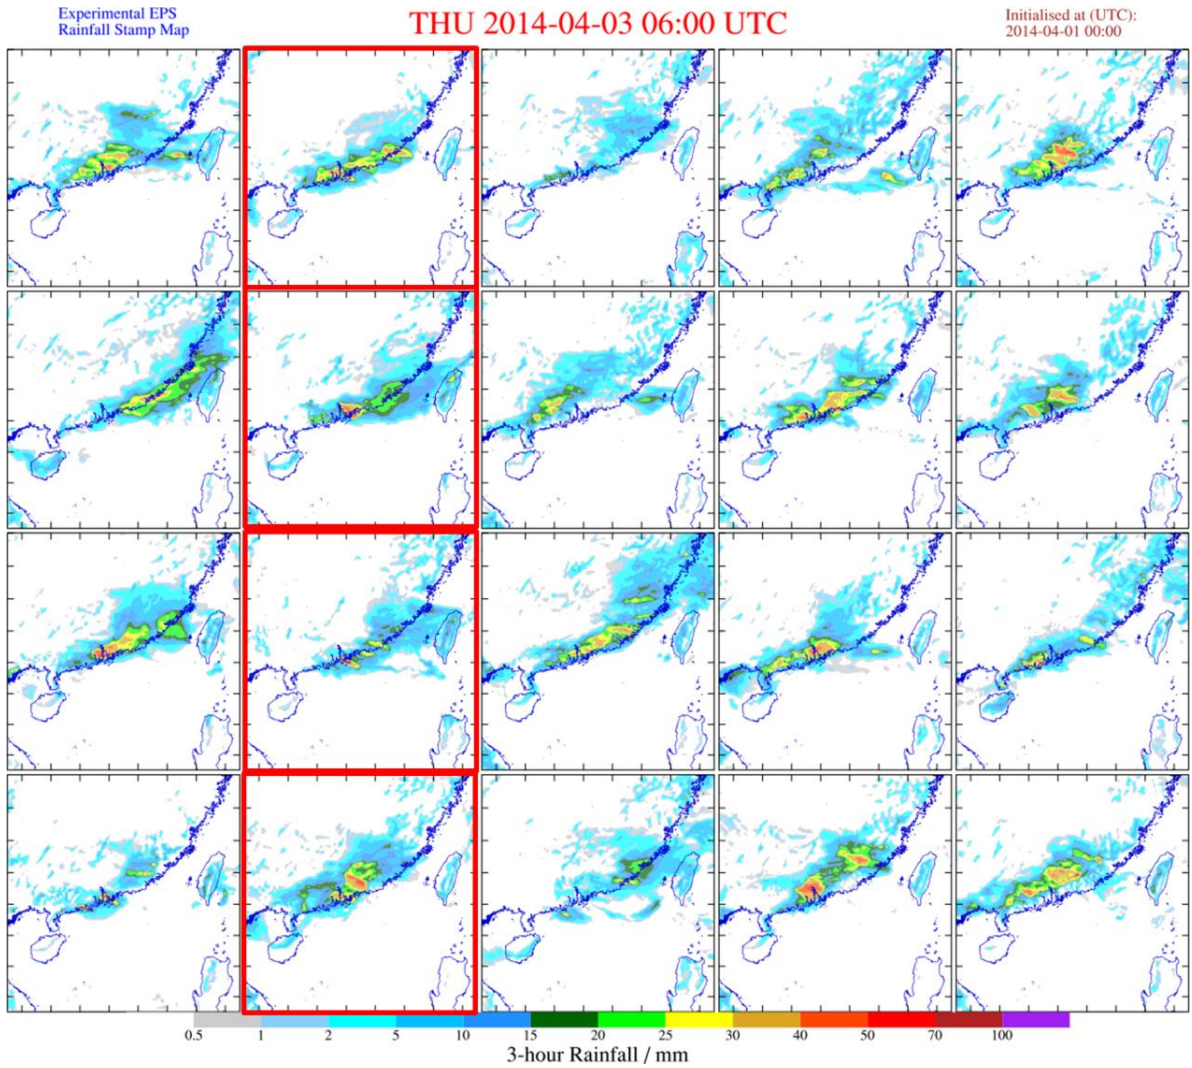 Experimental EPS
Rainfall Stamp Map
THU 2014-04-03 06:00 UTC
Initialised at (UTC):
2014-04-01 00:00
0.5 1 2 5 10 15 20 25 30 40 50 70 100
3-hour Rainfall / mm